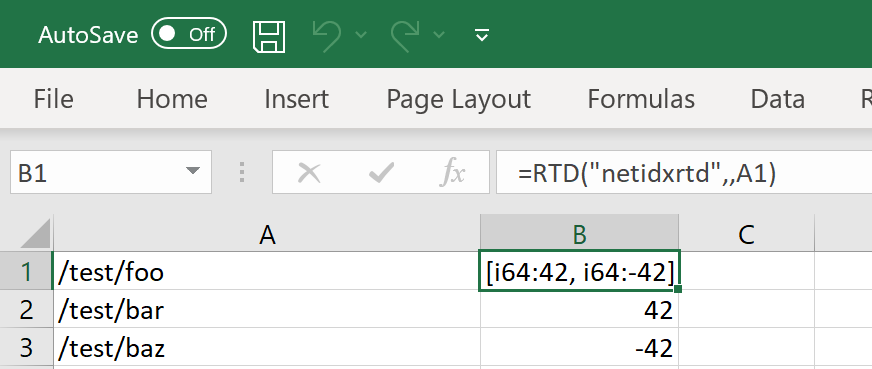 AutoSave Off
File Home Insert Page Layout Formulas Data R
B1 fx =RTD("netidxrtd",,A1)
A B C
1 /test/foo [i64:42, i64:-42]
2 /test/bar 42
3 /test/baz -42